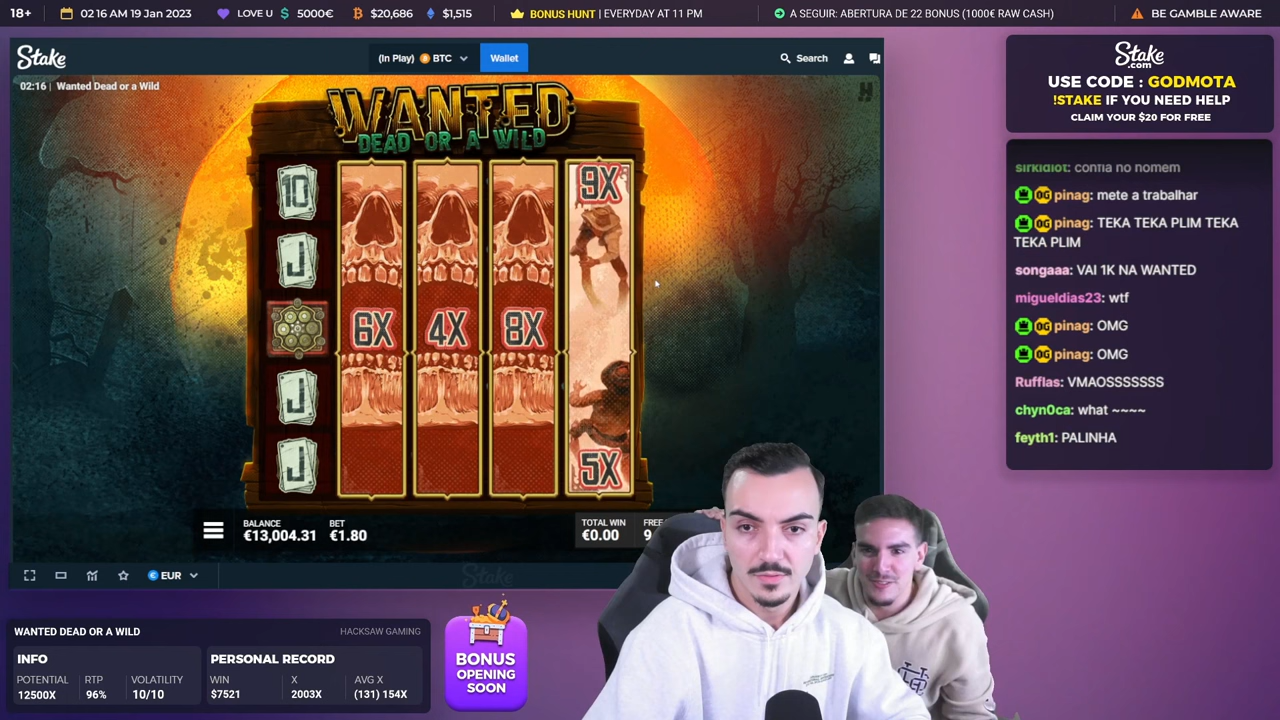 18+
02 16 AM 19 Jan 2023
LOVE U $ 5000€
$20,686
$1,515
BONUS HUNT | EVERYDAY AT 11 PM
A SEGUIR: ABERTURA DE 22 BONUS (1000€ RAW CASH)
BE GAMBLE AWARE
Stake
(In Play) BTC
Wallet
Search
02:16 | Wanted Dead or a Wild
WANTED
DEAD OR A WILD
10
J
J
J
6X
4X
8X
9X
5X
BALANCE
€13,004.31
BET
€1.80
TOTAL WIN
€0.00
9
EUR
Stake
WANTED DEAD OR A WILD
HACKSAW GAMING
INFO
POTENTIAL
RTP
VOLATILITY
12500X
96%
10/10
PERSONAL RECORD
WIN
X
AVG X
$7521
2003X
(131) 154X
BONUS
OPENING
SOON
Stake
.com
USE CODE : GODMOTA
!STAKE IF YOU NEED HELP
CLAIM YOUR $20 FOR FREE
no nomem
OG pinag: mete a trabalhar
OG pinag: TEKA TEKA PLIM TEKA
TEKA PLIM
songaaa: VAI 1K NA WANTED
migueldias23: wtf
OG pinag: OMG
OG pinag: OMG
Rufflas: VMAOSSSSSSS
chyn0ca: what ~~~~
feyth1: PALINHA